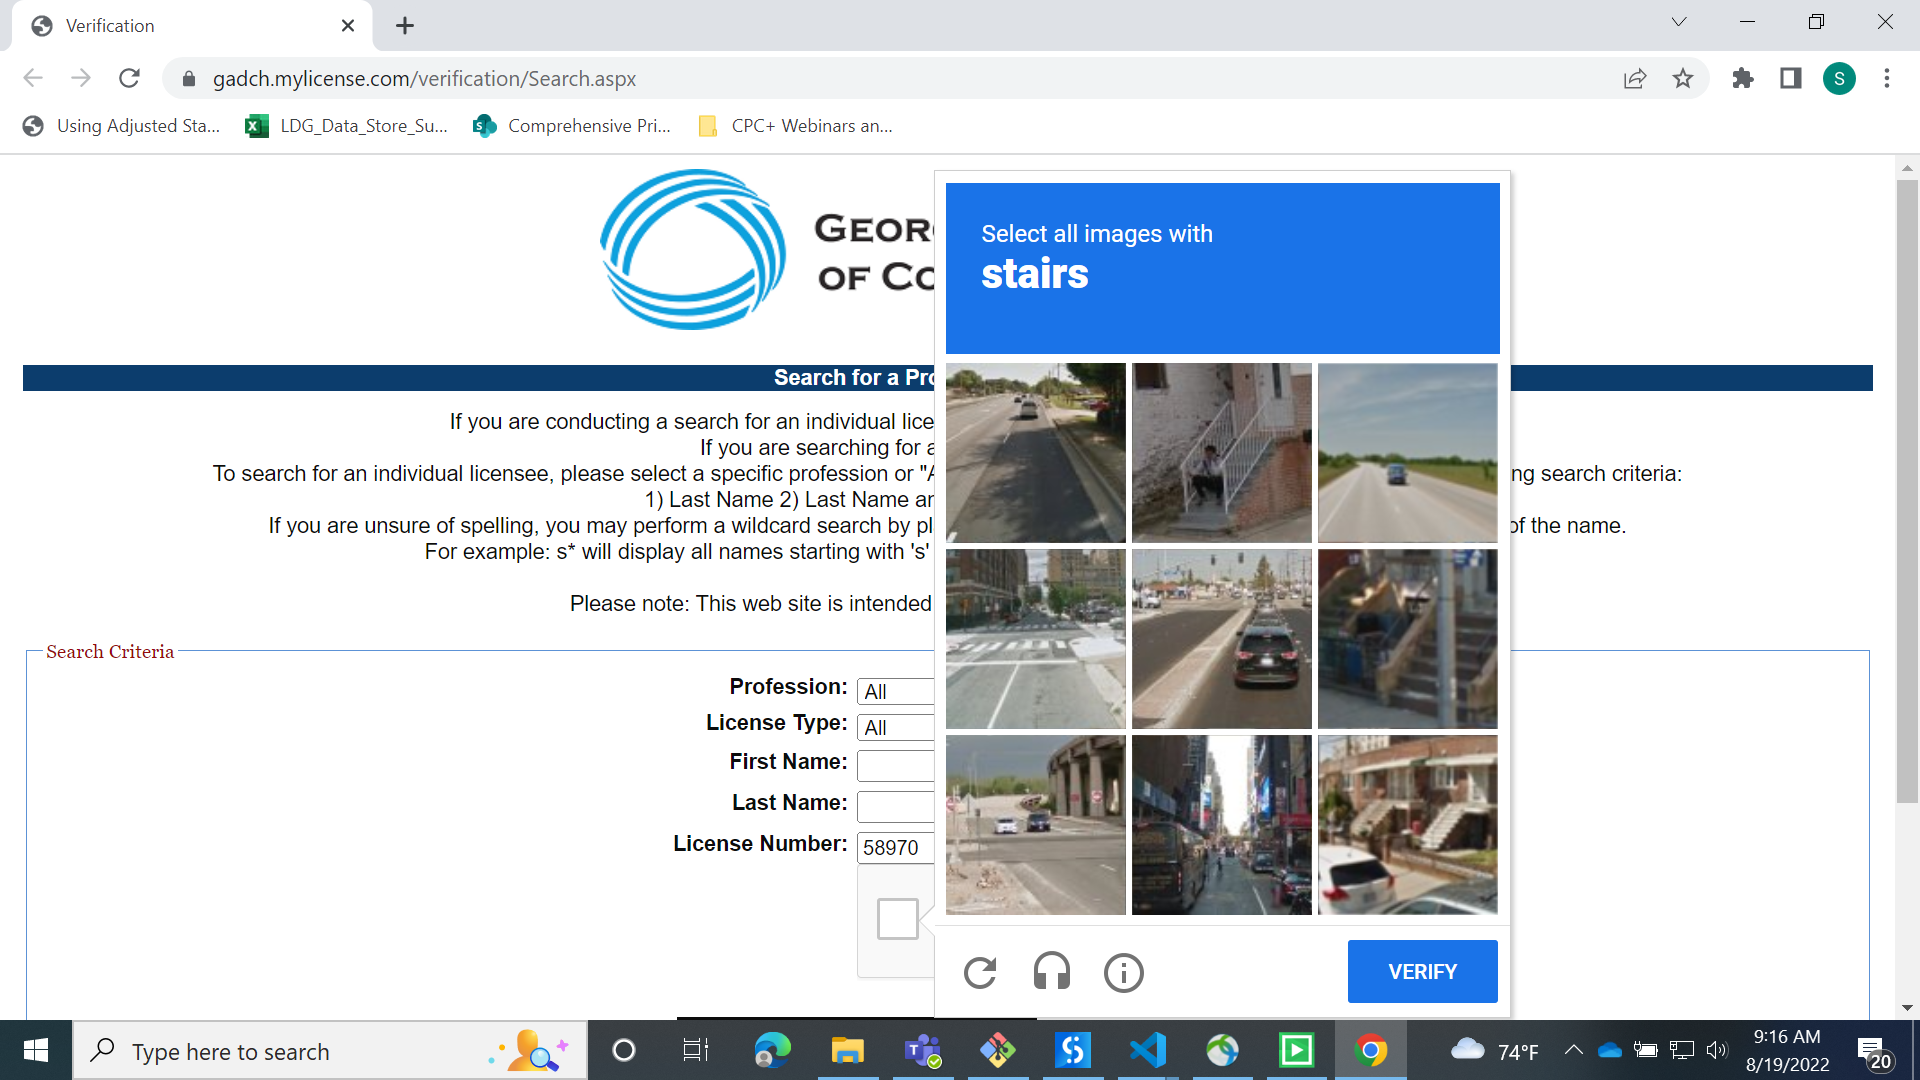 Verification
gadch.mylicense.com/verification/Search.aspx
S
Using Adjusted Sta...
LDG_Data_Store_Su...
Comprehensive Pri...
CPC+ Webinars an...
GEOR
OF CO
Select all images with
stairs
Search for a Pro
If you are conducting a search for an individual lice
If you are searching for a
To search for an individual licensee, please select a specific profession or "A
ng search criteria:
1) Last Name 2) Last Name an
If you are unsure of spelling, you may perform a wildcard search by pl
of the name.
For example: s* will display all names starting with 's'
Please note: This web site is intended
Search Criteria
Profession:
All
License Type:
All
First Name:
Last Name:
License Number:
58970
VERIFY
Type here to search
74°F
9:16 AM
8/19/2022
20